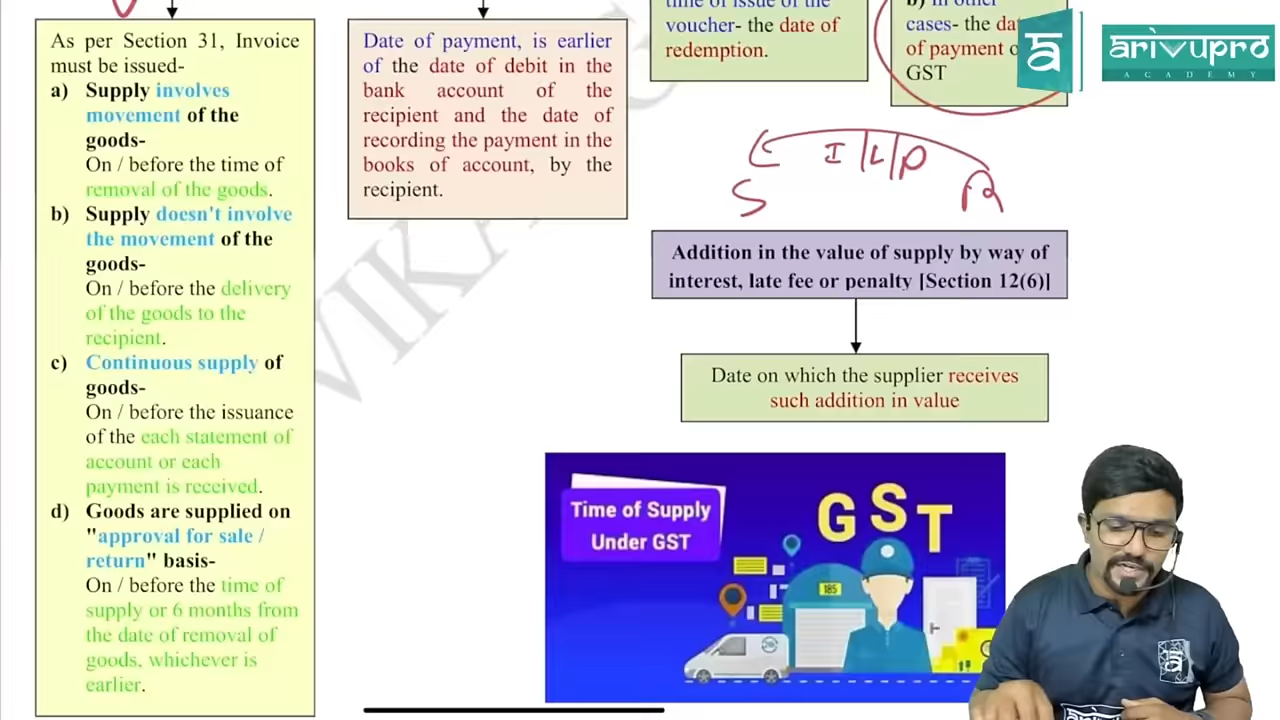 As per Section 31, Invoice
must be issued-
a) Supply involves
movement of the
goods-
On / before the time of
removal of the goods.
b) Supply doesn't involve
the movement of the
goods-
On / before the delivery
of the goods to the
recipient.
c) Continuous supply of
goods-
On / before the issuance
of the each statement of
account or each
payment is received.
d) Goods are supplied on
"approval for sale /
return" basis-
On / before the time of
supply or 6 months from
the date of removal of
goods, whichever is
earlier.
Date of payment, is earlier
of the date of debit in the
bank account of the
recipient and the date of
recording the payment in the
books of account, by the
recipient.
time of issue of the
voucher- the date of
redemption.
b) In other
cases- the
of payment
GST
arivupro
ACADEMY
I L P
S R
Addition in the value of supply by way of
interest, late fee or penalty [Section 12(6)]
Date on which the supplier receives
such addition in value
Time of Supply
Under GST
GST
185
VIKA
arivupro